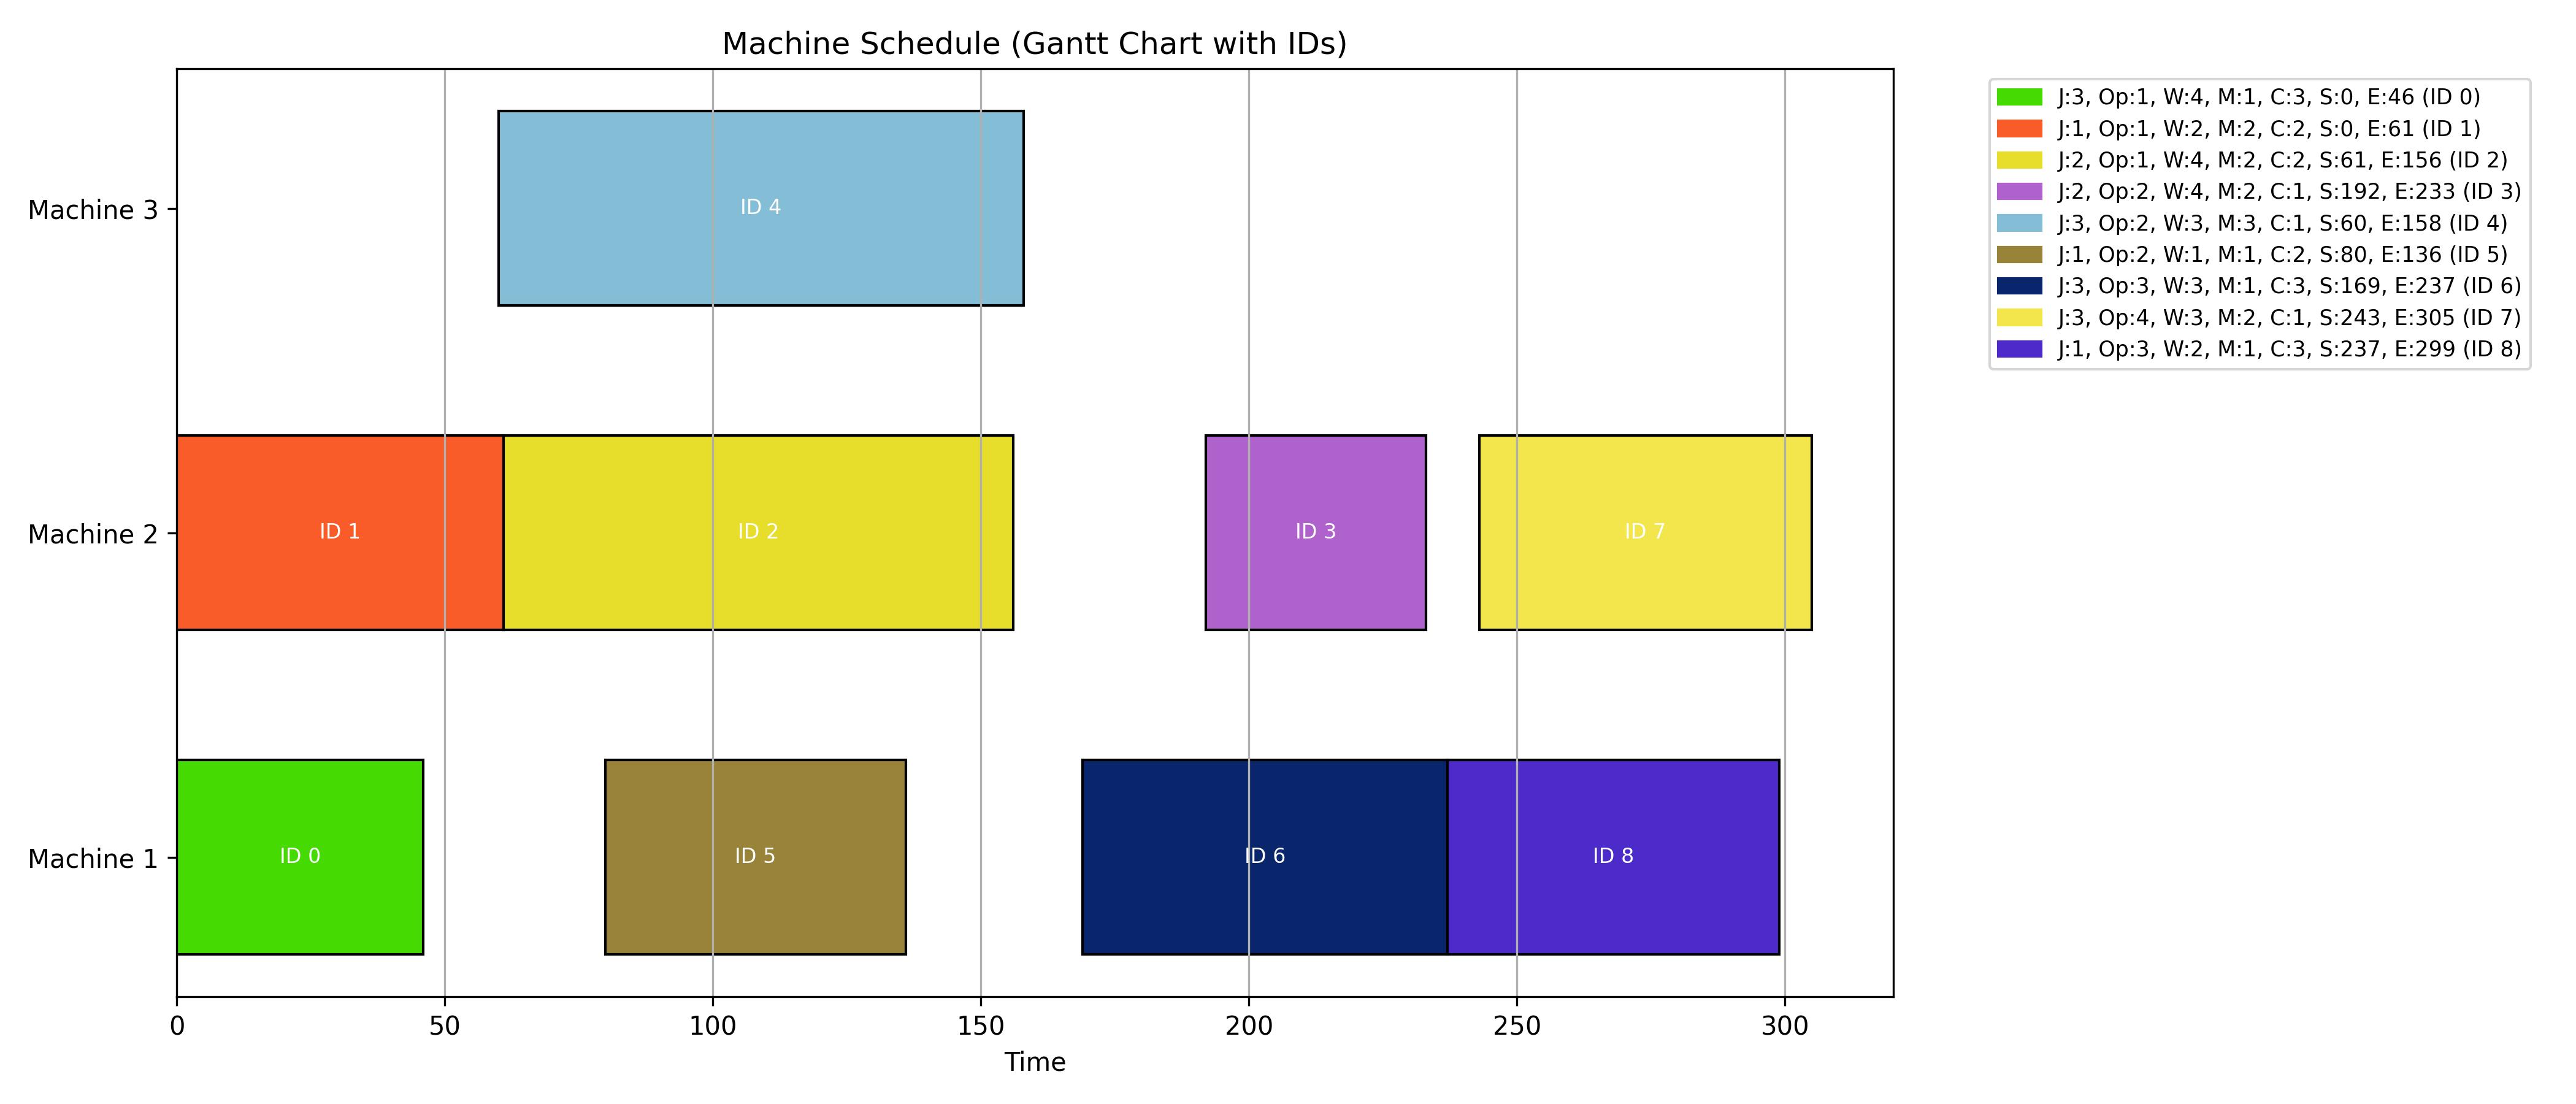 Machine Schedule (Gantt Chart with IDs)
J:3, Op:1, W:4, M:1, C:3, S:0, E:46 (ID 0)
J:1, Op:1, W:2, M:2, C:2, S:0, E:61 (ID 1)
J:2, Op:1, W:4, M:2, C:2, S:61, E:156 (ID 2)
J:2, Op:2, W:4, M:2, C:1, S:192, E:233 (ID 3)
J:3, Op:2, W:3, M:3, C:1, S:60, E:158 (ID 4)
J:1, Op:2, W:1, M:1, C:2, S:80, E:136 (ID 5)
J:3, Op:3, W:3, M:1, C:3, S:169, E:237 (ID 6)
J:3, Op:4, W:3, M:2, C:1, S:243, E:305 (ID 7)
J:1, Op:3, W:2, M:1, C:3, S:237, E:299 (ID 8)
Machine 3
ID 4
Machine 2
ID 1
ID 2
ID 3
ID 7
Machine 1
ID 0
ID 5
ID 6
ID 8
0 50 100 150 200 250 300
Time